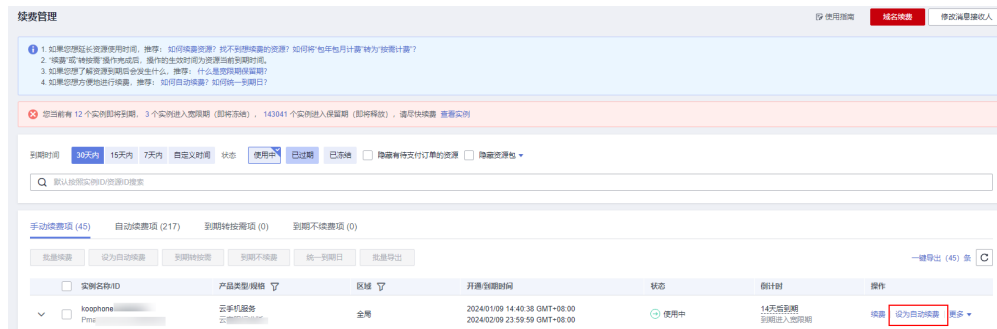 续费管理
使用指南
域名续费
修改消息接收人
1. 如果您想延长资源使用时间，推荐： 如何续费资源？找不到想续费的资源？如何将“包年包月计费”转为“按需计费”？
2. “续费”或“转按需”操作完成后，操作的生效时间为资源当前到期时间。
3. 如果您想了解资源到期后会发生什么，推荐： 什么是宽限期保留期？
4. 如果您想方便地进行续费，推荐： 如何自动续费？如何统一到期日？
您当前有 12 个实例即将到期， 3 个实例进入宽限期（即将冻结）， 143041 个实例进入保留期（即将释放），请尽快续费 查看实例
到期时间 30天内 15天内 7天内 自定义时间 状态 使用中 已过期 已冻结 隐藏有待支付订单的资源 隐藏资源包
默认按照实例ID/资源ID搜索
手动续费项 (45) 自动续费项 (217) 到期转按需项 (0) 到期不续费项 (0)
批量续费 设为自动续费 到期转按需 到期不续费 统一到期日 批量导出 一键导出 (45) 条
实例名称/ID 产品类型/规格 区域 开通/到期时间 状态 倒计时 操作
koophone 云手机服务 全局 2024/01/09 14:40:38 GMT+08:00 使用中 14天后到期 续费 设为自动续费 更多
Pma 2024/02/09 23:59:59 GMT+08:00 到期进入宽限期